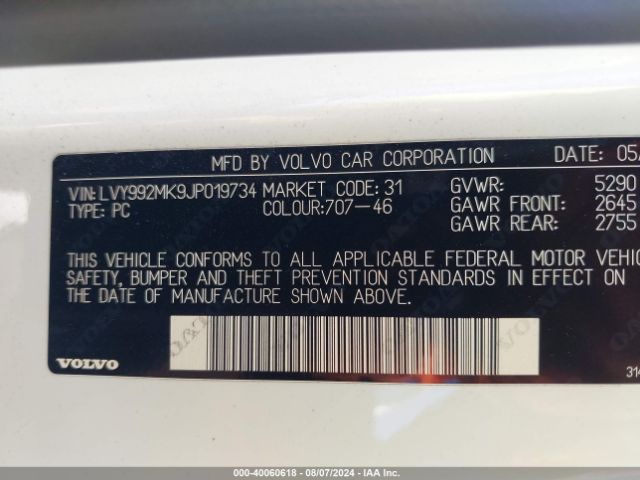 MFD BY VOLVO CAR CORPORATION DATE: 05
VIN: LVY992MK9JP019734 MARKET CODE: 31 GVWR: 5290
TYPE: PC COLOUR:707-46 GAWR FRONT: 2645
GAWR REAR: 2755
THIS VEHICLE CONFORMS TO ALL APPLICABLE FEDERAL MOTOR VEHIC
SAFETY, BUMPER AND THEFT PREVENTION STANDARDS IN EFFECT ON
THE DATE OF MANUFACTURE SHOWN ABOVE.
VOLVO 314
000-40060618 - 08/07/2024 - IAA Inc.